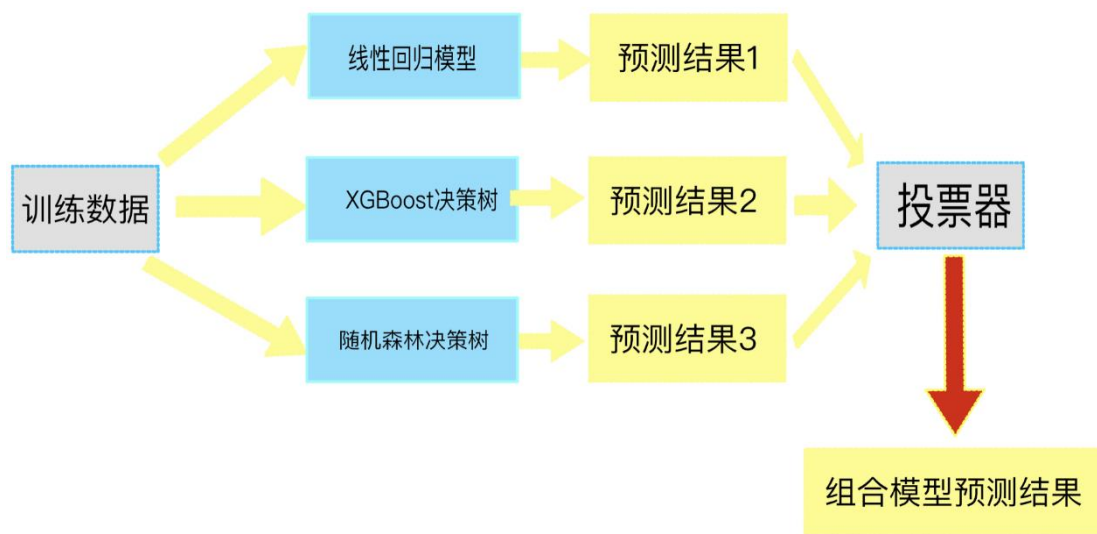 线性回归模型
预测结果1
训练数据
XGBoost决策树
预测结果2
投票器
随机森林决策树
预测结果3
组合模型预测结果